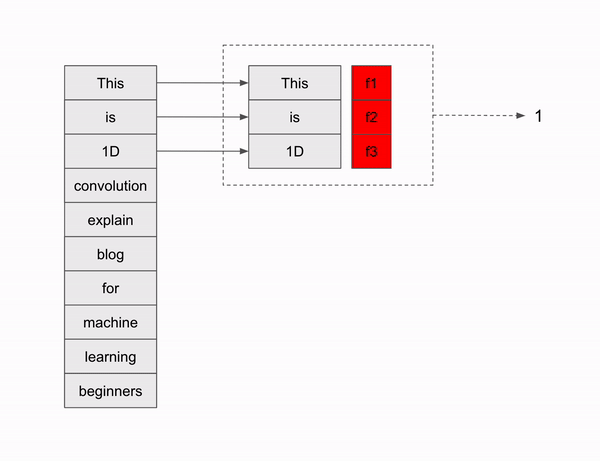 This
is
1D
convolution
explain
blog
for
machine
learning
beginners
This
is
1D
f1
f2
f3
1